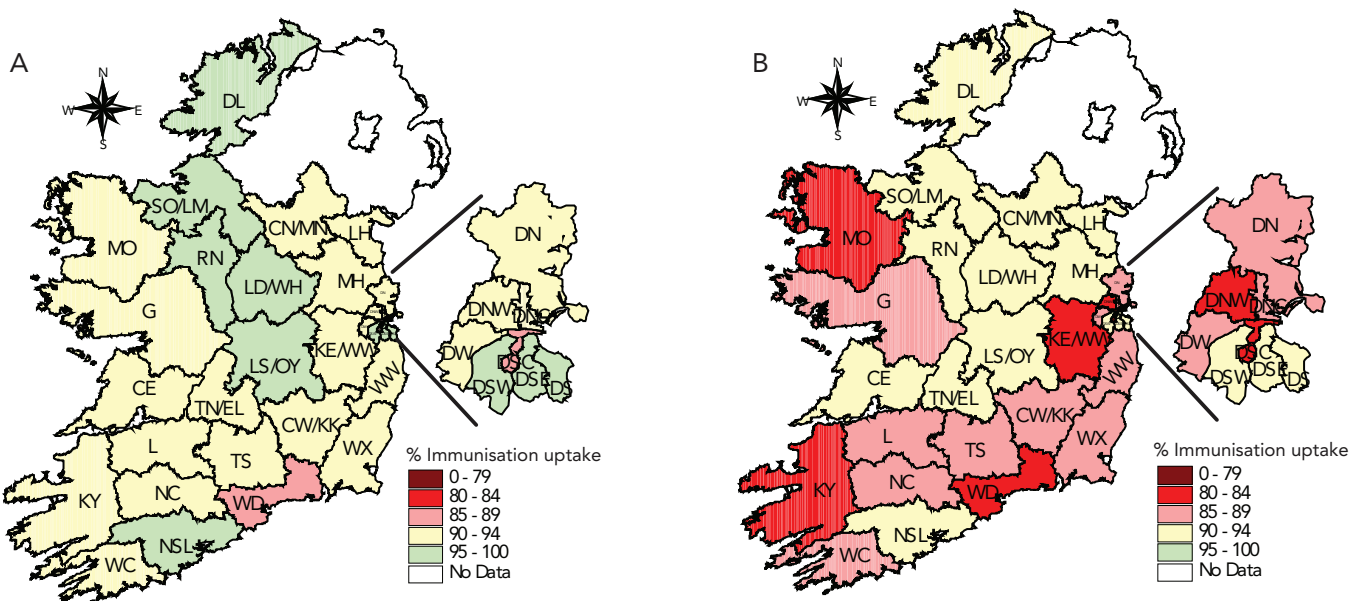 A
N
W E
S
DL
SO/LM
CN/MN
LH
MO
RN
LD/WH
MH
G
LS/OY
KE/WW
WW
CE
TN/EL
CW/KK
L
TS
WX
KY
NC
WD
NSL
WC
DN
DNW
DNC
DW
DSC
DSW
DSE
DS
% Immunisation uptake
0 - 79
80 - 84
85 - 89
90 - 94
95 - 100
No Data
B
N
W E
S
DL
SO/LM
CN/MN
LH
MO
RN
LD/WH
MH
G
LS/OY
KE/WW
WW
CE
TN/EL
CW/KK
L
TS
WX
KY
NC
WD
NSL
WC
DN
DNW
DNC
DW
DSC
DSW
DSE
DS
% Immunisation uptake
0 - 79
80 - 84
85 - 89
90 - 94
95 - 100
No Data